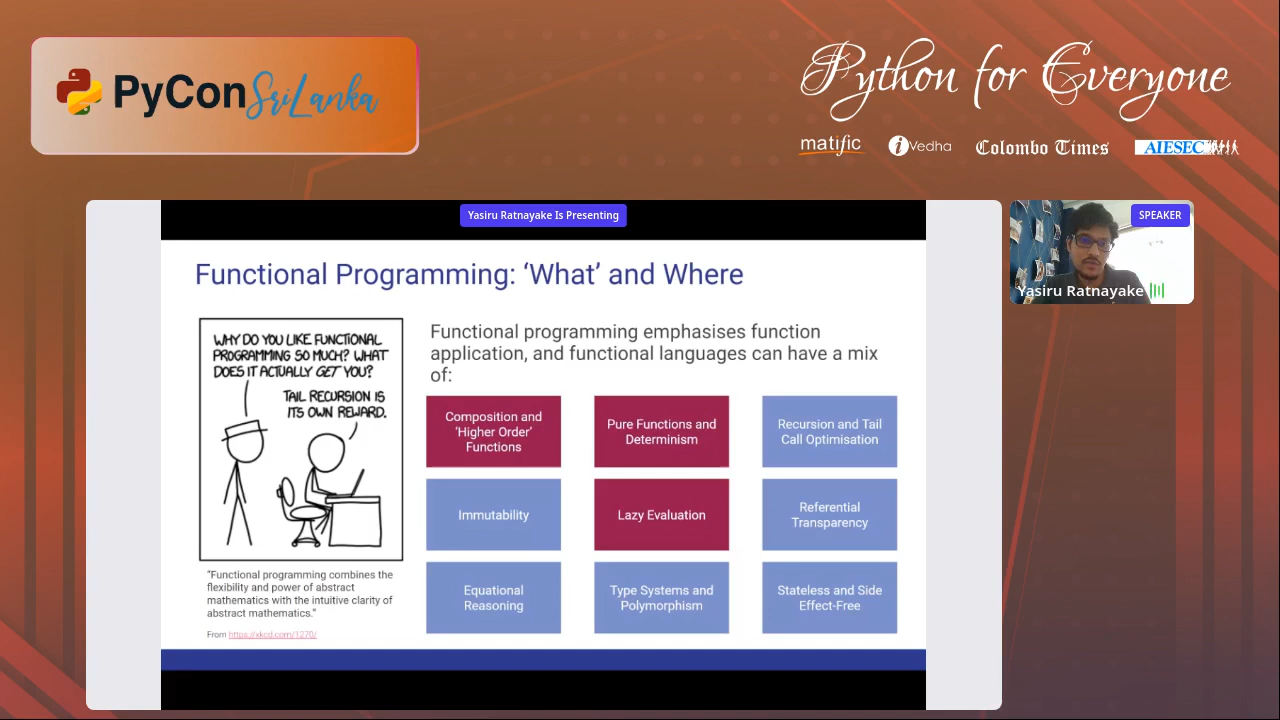 PyCon SriLanka
Python for Everyone
matific
iVedha
Colombo Times
AIESEC
Yasiru Ratnayake Is Presenting
SPEAKER
Yasiru Ratnayake
Functional Programming: ‘What’ and Where
WHY DO YOU LIKE FUNCTIONAL
PROGRAMMING SO MUCH? WHAT
DOES IT ACTUALLY GET YOU?
TAIL RECURSION IS
ITS OWN REWARD.
“Functional programming combines the
flexibility and power of abstract
mathematics with the intuitive clarity of
abstract mathematics.”
From https://xkcd.com/1270/
Functional programming emphasises function
application, and functional languages can have a mix
of:
Composition and
‘Higher Order’
Functions
Pure Functions and
Determinism
Recursion and Tail
Call Optimisation
Immutability
Lazy Evaluation
Referential
Transparency
Equational
Reasoning
Type Systems and
Polymorphism
Stateless and Side
Effect-Free